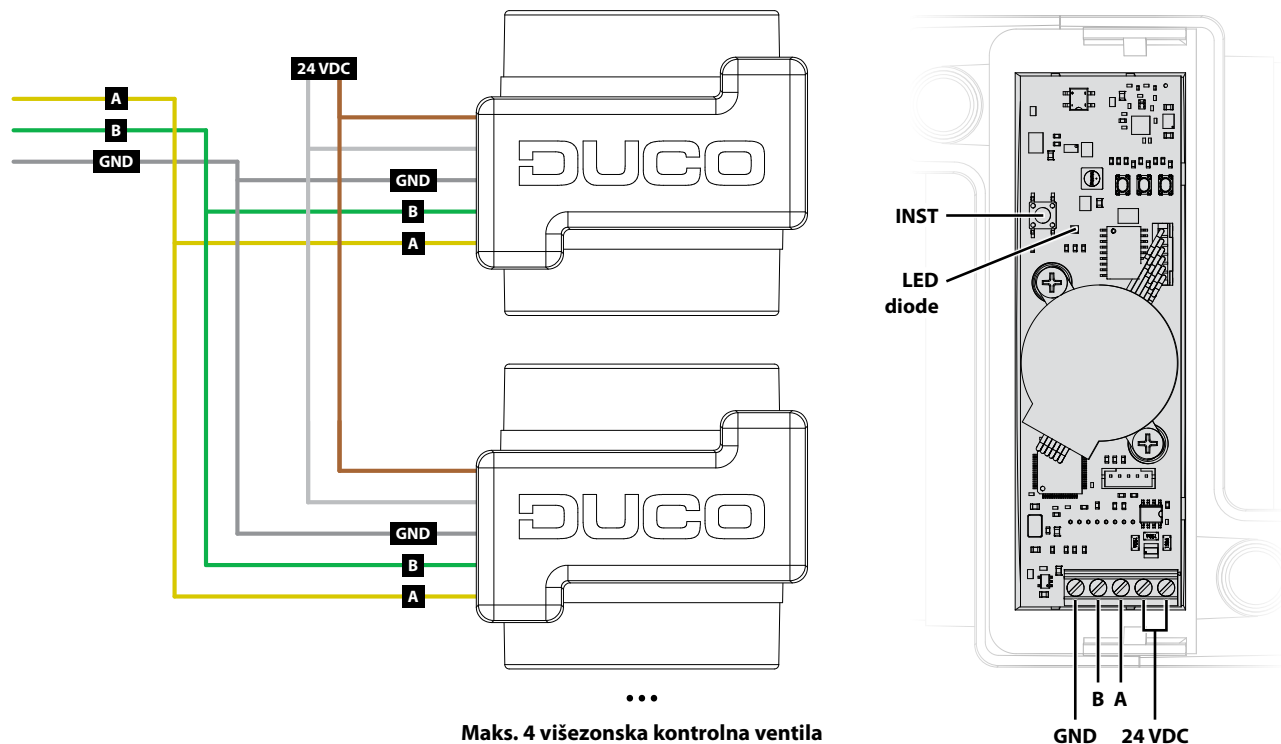 24 VDC
A
B
GND
GND
B
A
DUCO
GND
B
A
DUCO
...
Maks. 4 višezonska kontrolna ventila
INST
LED
diode
B A
GND 24 VDC